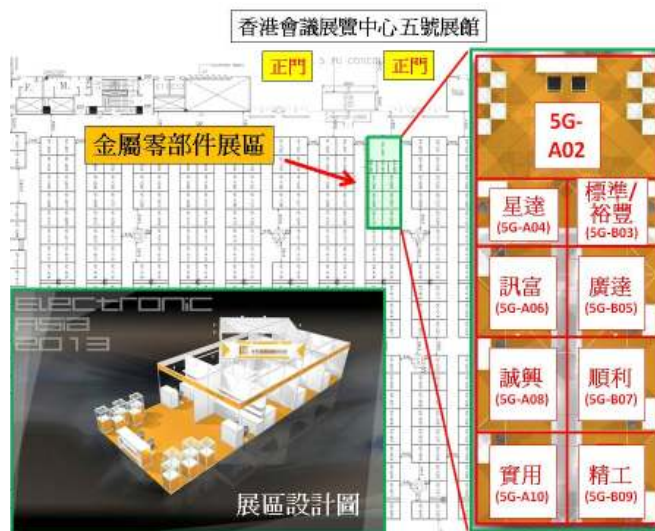 香港會議展覽中心五號展館
正門
正門
金屬零部件展區
5G-
A02
星達
(5G-A04)
標準/
裕豐
(5G-B03)
訊富
(5G-A06)
廣達
(5G-B05)
誠興
(5G-A08)
順利
(5G-B07)
實用
(5G-A10)
精工
(5G-B09)
Electronic
Asia
2013
展區設計圖